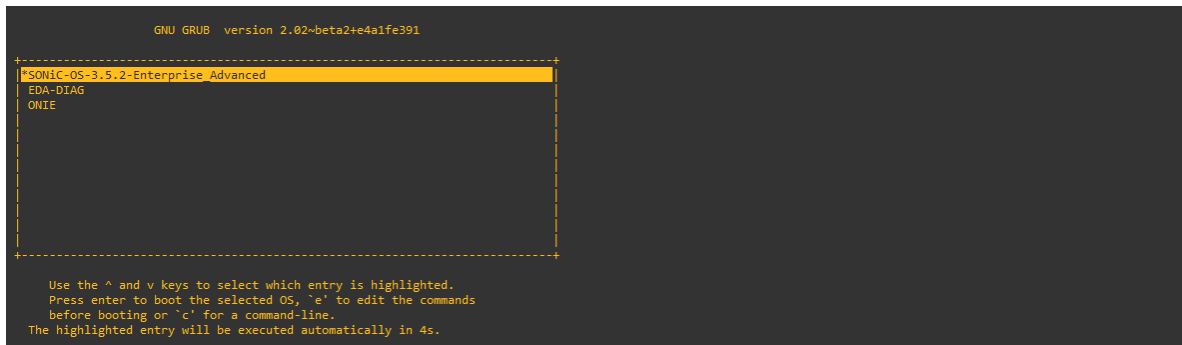 GNU GRUB  version 2.02~beta2+e4a1fe391
+----------------------------------------------------------------------------+
|*SONiC-OS-3.5.2-Enterprise_Advanced |
| EDA-DIAG |
| ONIE |
| |
| |
| |
| |
| |
| |
| |
| |
| |
+----------------------------------------------------------------------------+
Use the ^ and v keys to select which entry is highlighted.
Press enter to boot the selected OS, `e' to edit the commands
before booting or `c' for a command-line.
The highlighted entry will be executed automatically in 4s.